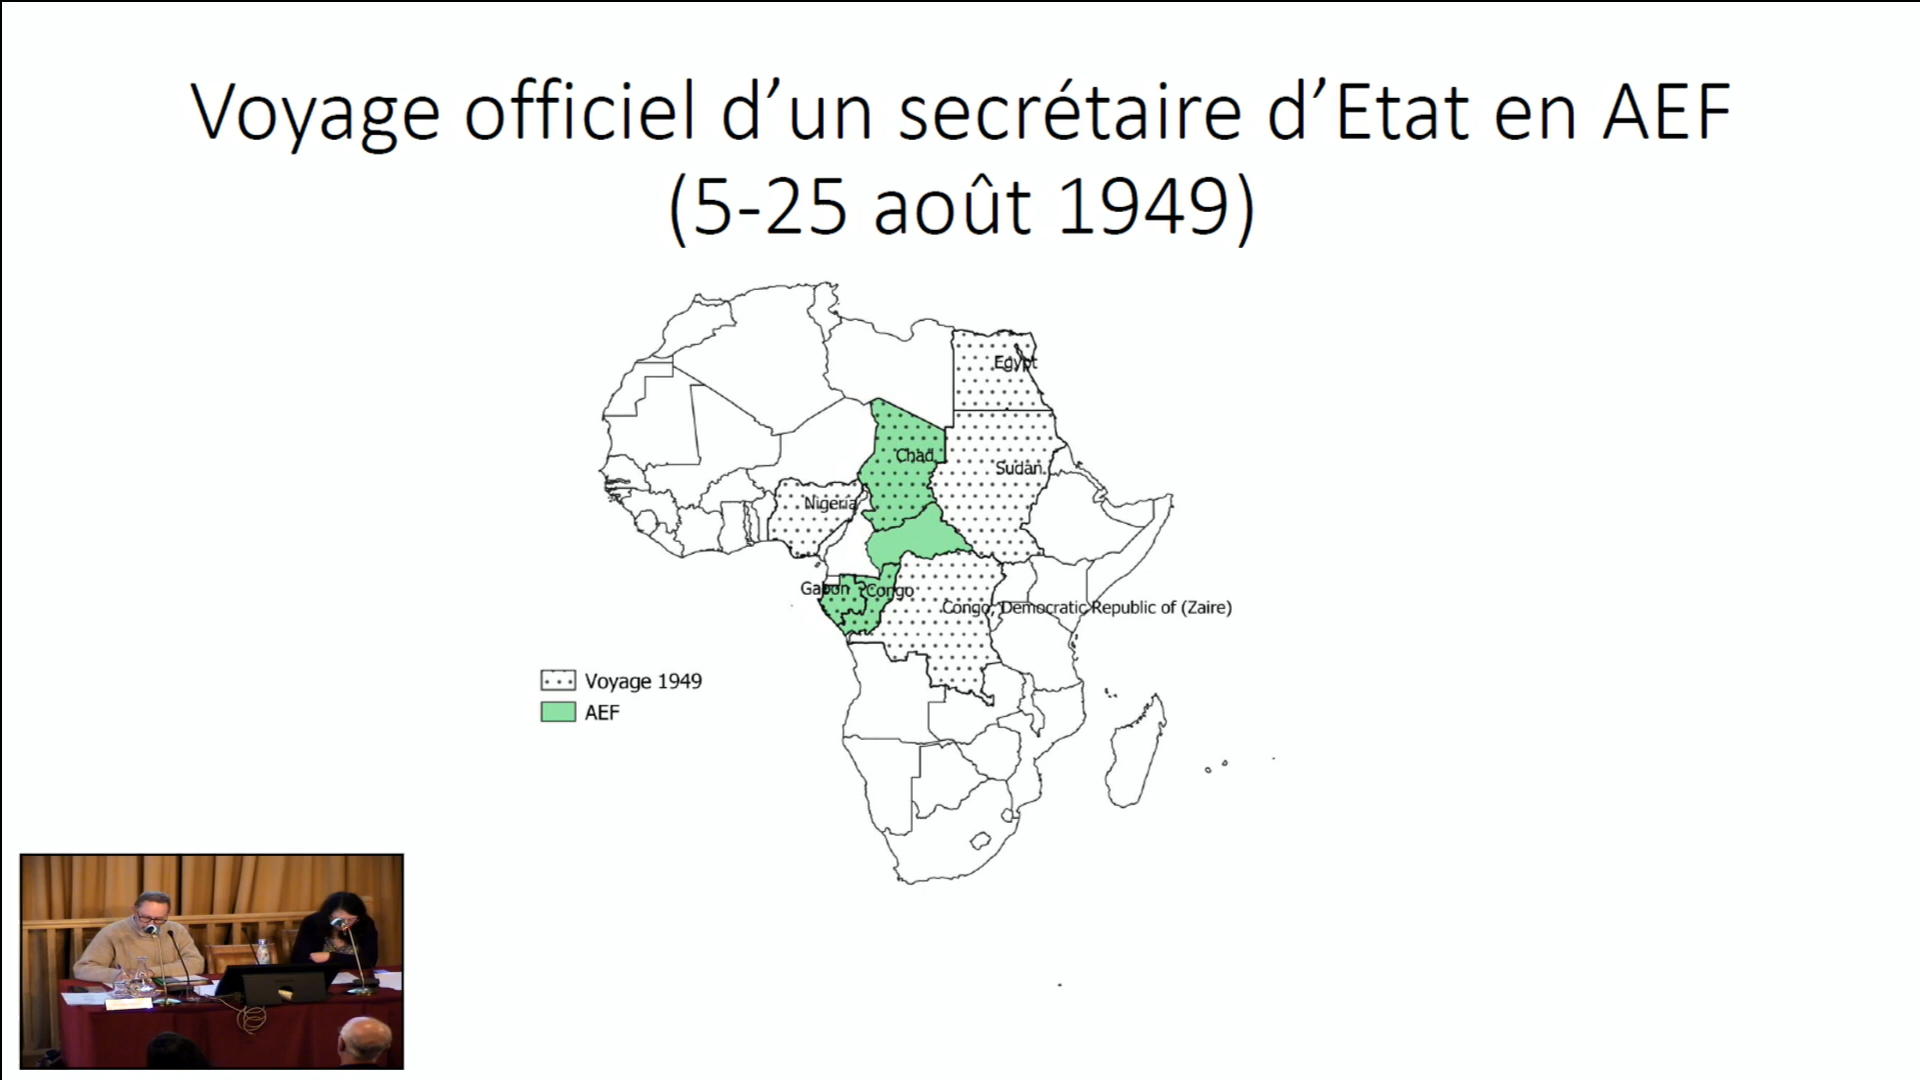 Voyage officiel d’un secrétaire d’Etat en AEF
(5-25 août 1949)
Egypt
Chad
Sudan
Nigeria
Gabon
Congo
Congo, Democratic Republic of (Zaire)
Voyage 1949
AEF